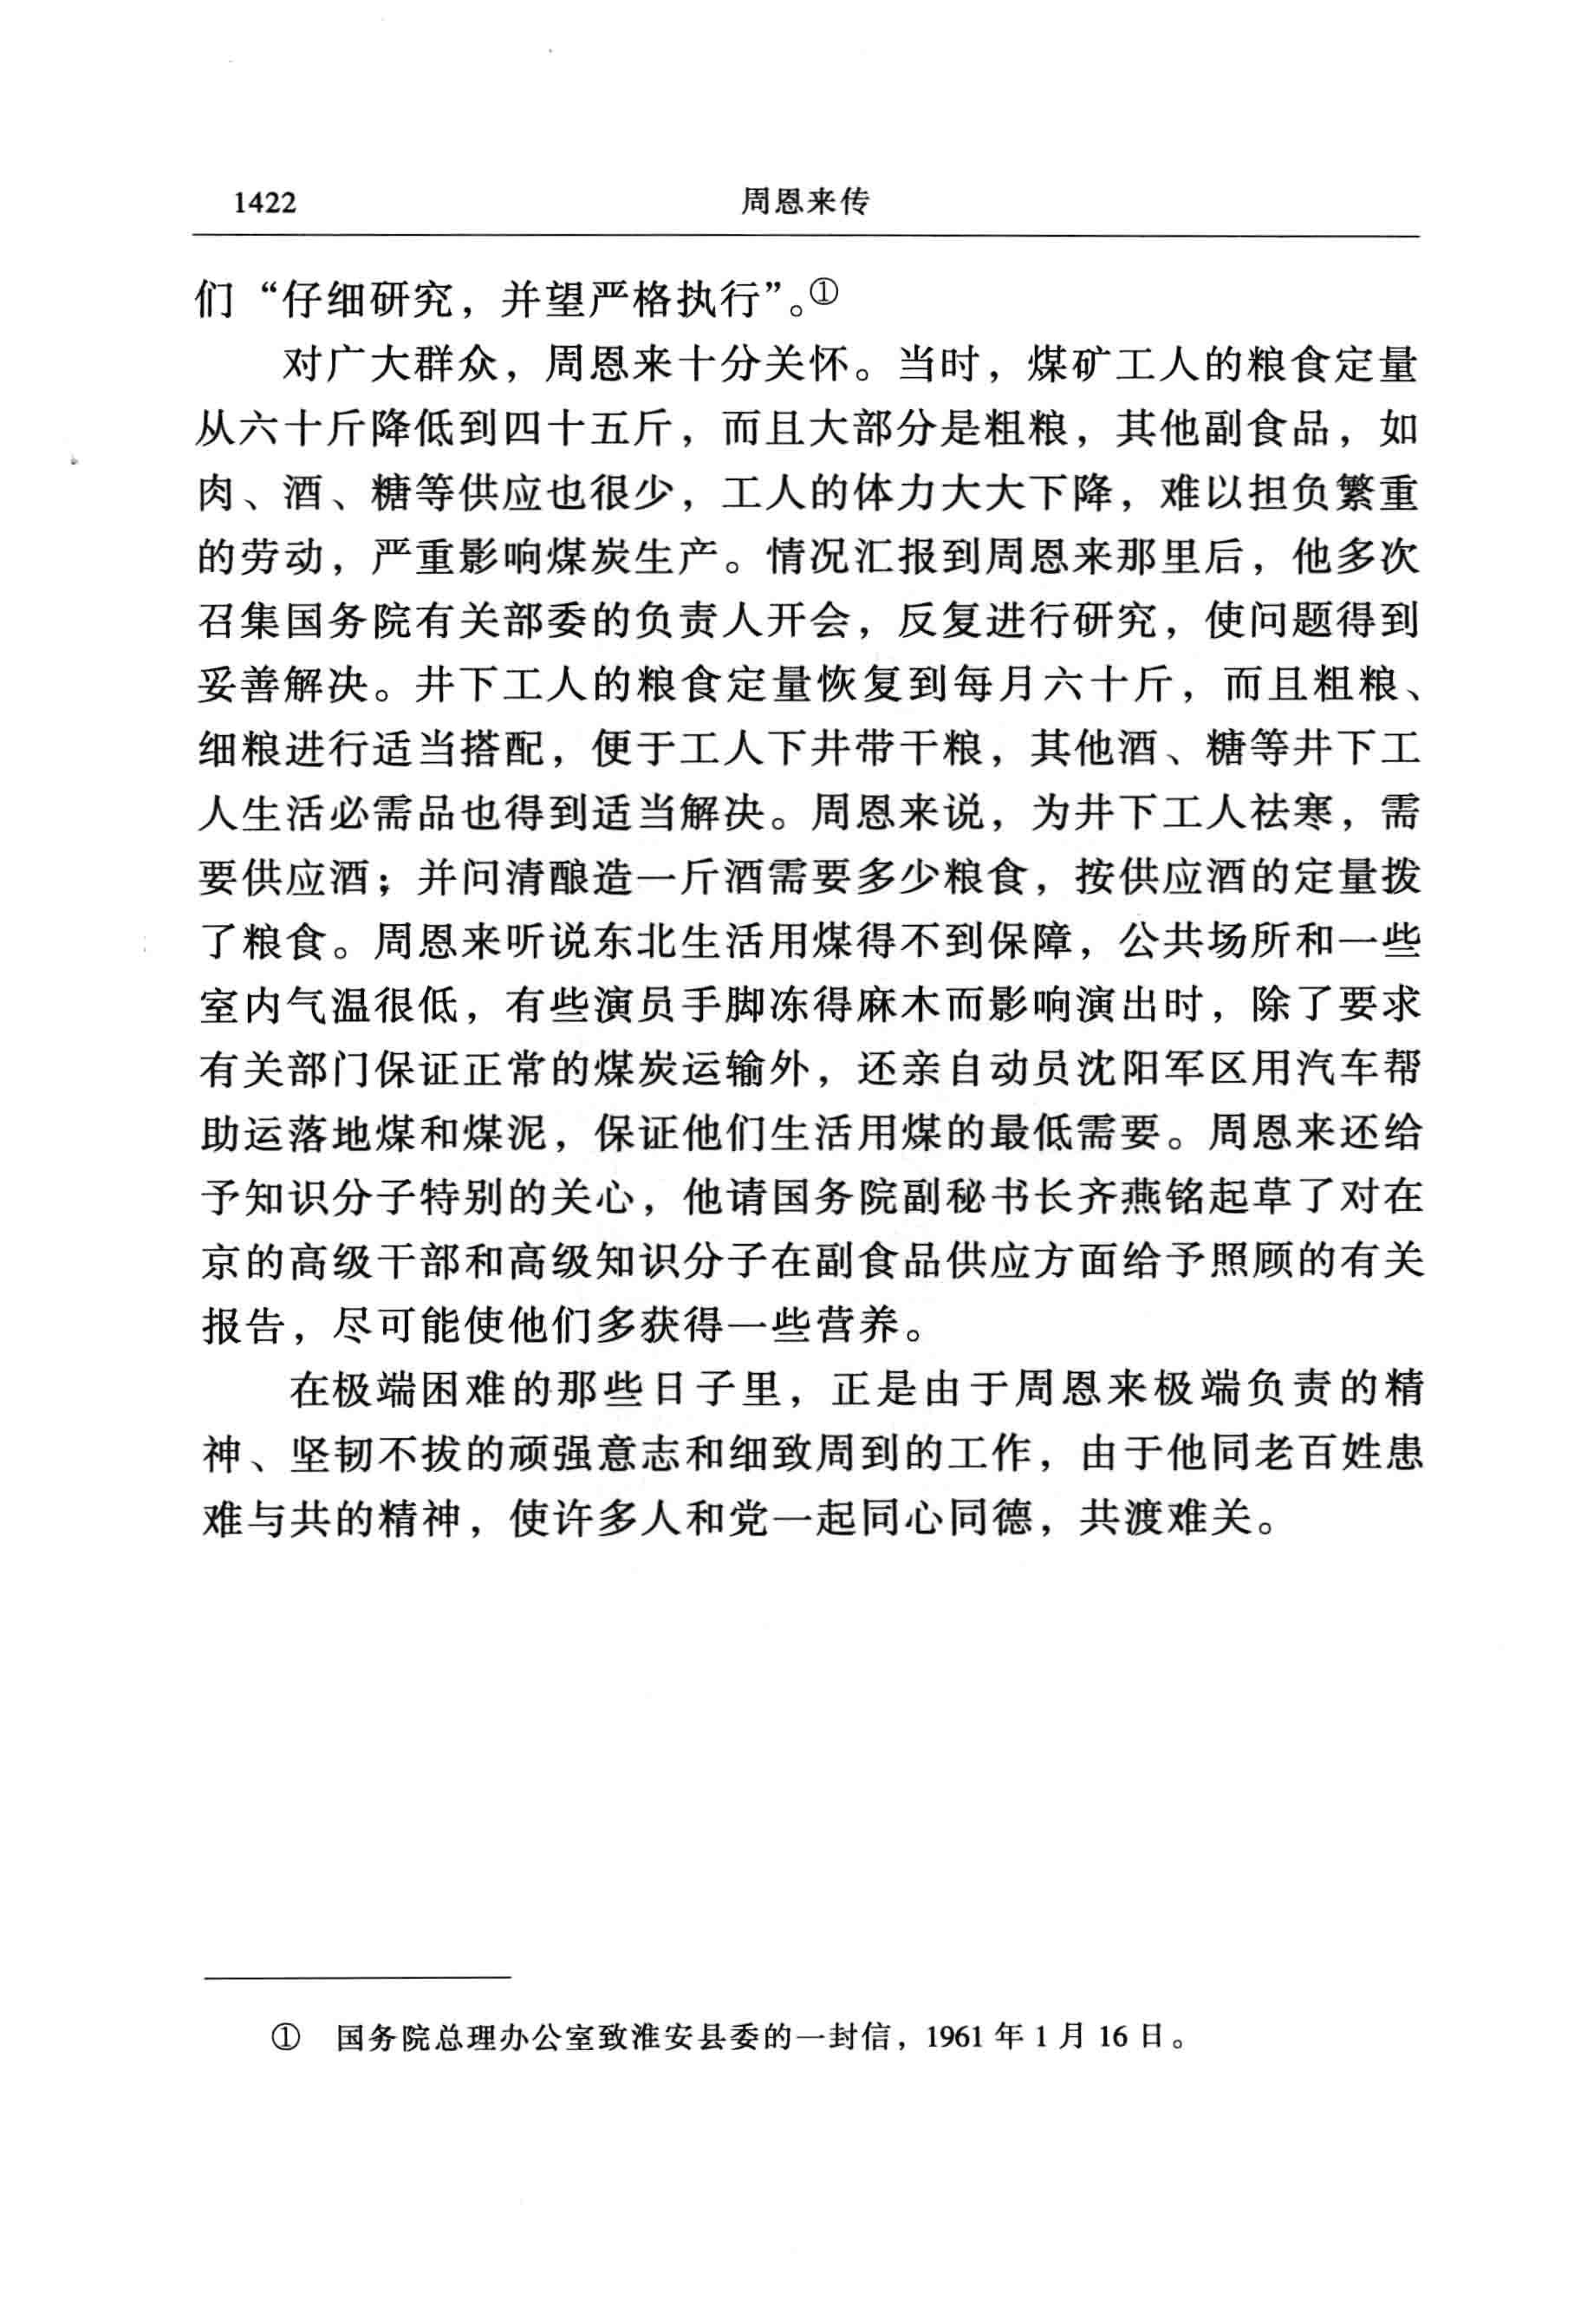 1422
周恩来传
们“仔细研究，并望严格执行”。①
对广大群众，周恩来十分关怀。当时，煤矿工人的粮食定量
从六十斤降低到四十五斤，而且大部分是粗粮，其他副食品，如
肉、酒、糖等供应也很少，工人的体力大大下降，难以担负繁重
的劳动，严重影响煤炭生产。情况汇报到周恩来那里后，他多次
召集国务院有关部委的负责人开会，反复进行研究，使问题得到
妥善解决。井下工人的粮食定量恢复到每月六十斤，而且粗粮、
细粮进行适当搭配，便于工人下井带干粮，其他酒、糖等井下工
人生活必需品也得到适当解决。周恩来说，为井下工人祛寒，需
要供应酒；并问清酿造一斤酒需要多少粮食，按供应酒的定量拨
了粮食。周恩来听说东北生活用煤得不到保障，公共场所和一些
室内气温很低，有些演员手脚冻得麻木而影响演出时，除了要求
有关部门保证正常的煤炭运输外，还亲自动员沈阳军区用汽车帮
助运落地煤和煤泥，保证他们生活用煤的最低需要。周恩来还给
予知识分子特别的关心，他请国务院副秘书长齐燕铭起草了对在
京的高级干部和高级知识分子在副食品供应方面给予照顾的有关
报告，尽可能使他们多获得一些营养。
在极端困难的那些日子里，正是由于周恩来极端负责的精
神、坚韧不拔的顽强意志和细致周到的工作，由于他同老百姓患
难与共的精神，使许多人和党一起同心同德，共渡难关。
① 国务院总理办公室致淮安县委的一封信，1961 年 1 月 16 日。